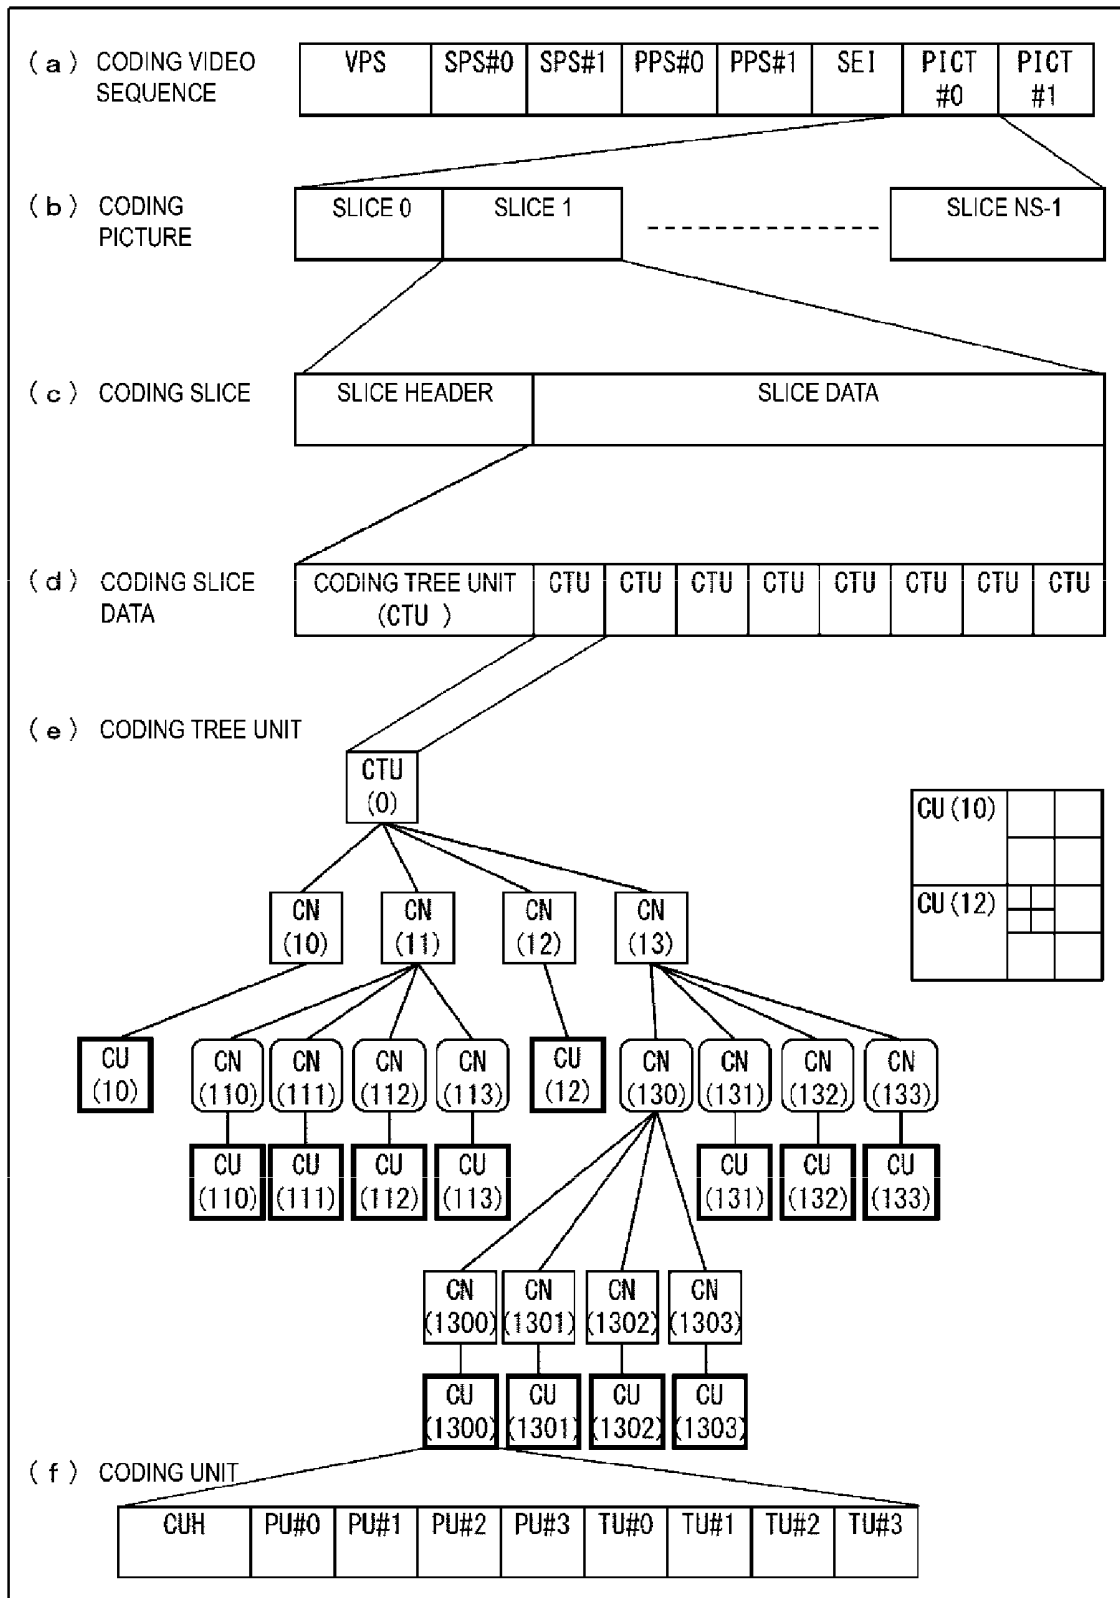 (a) CODING VIDEO SEQUENCE
VPS SPS#0 SPS#1 PPS#0 PPS#1 SEI PICT #0 PICT #1
(b) CODING PICTURE
SLICE 0 SLICE 1 SLICE NS-1
(c) CODING SLICE
SLICE HEADER SLICE DATA
(d) CODING SLICE DATA
CODING TREE UNIT (CTU ) CTU CTU CTU CTU CTU CTU CTU CTU
(e) CODING TREE UNIT
CTU (0)
CU(10)
CU(12)
CN (10) CN (11) CN (12) CN (13)
CU (10) CN (110) CN (111) CN (112) CN (113) CU (12) CN (130) CN (131) CN (132) CN (133)
CU (110) CU (111) CU (112) CU (113) CU (131) CU (132) CU (133)
CN (1300) CN (1301) CN (1302) CN (1303)
CU (1300) CU (1301) CU (1302) CU (1303)
(f) CODING UNIT
CUH PU#0 PU#1 PU#2 PU#3 TU#0 TU#1 TU#2 TU#3